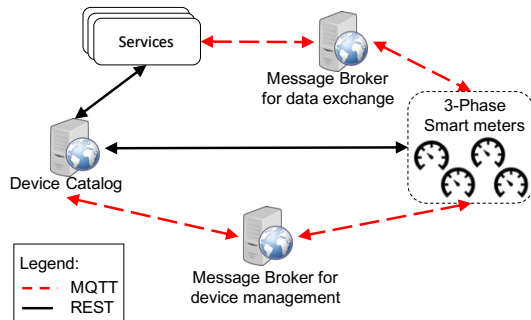 Services
Message Broker
for data exchange
3-Phase
Smart meters
Device Catalog
Message Broker for
device management
Legend:
MQTT
REST